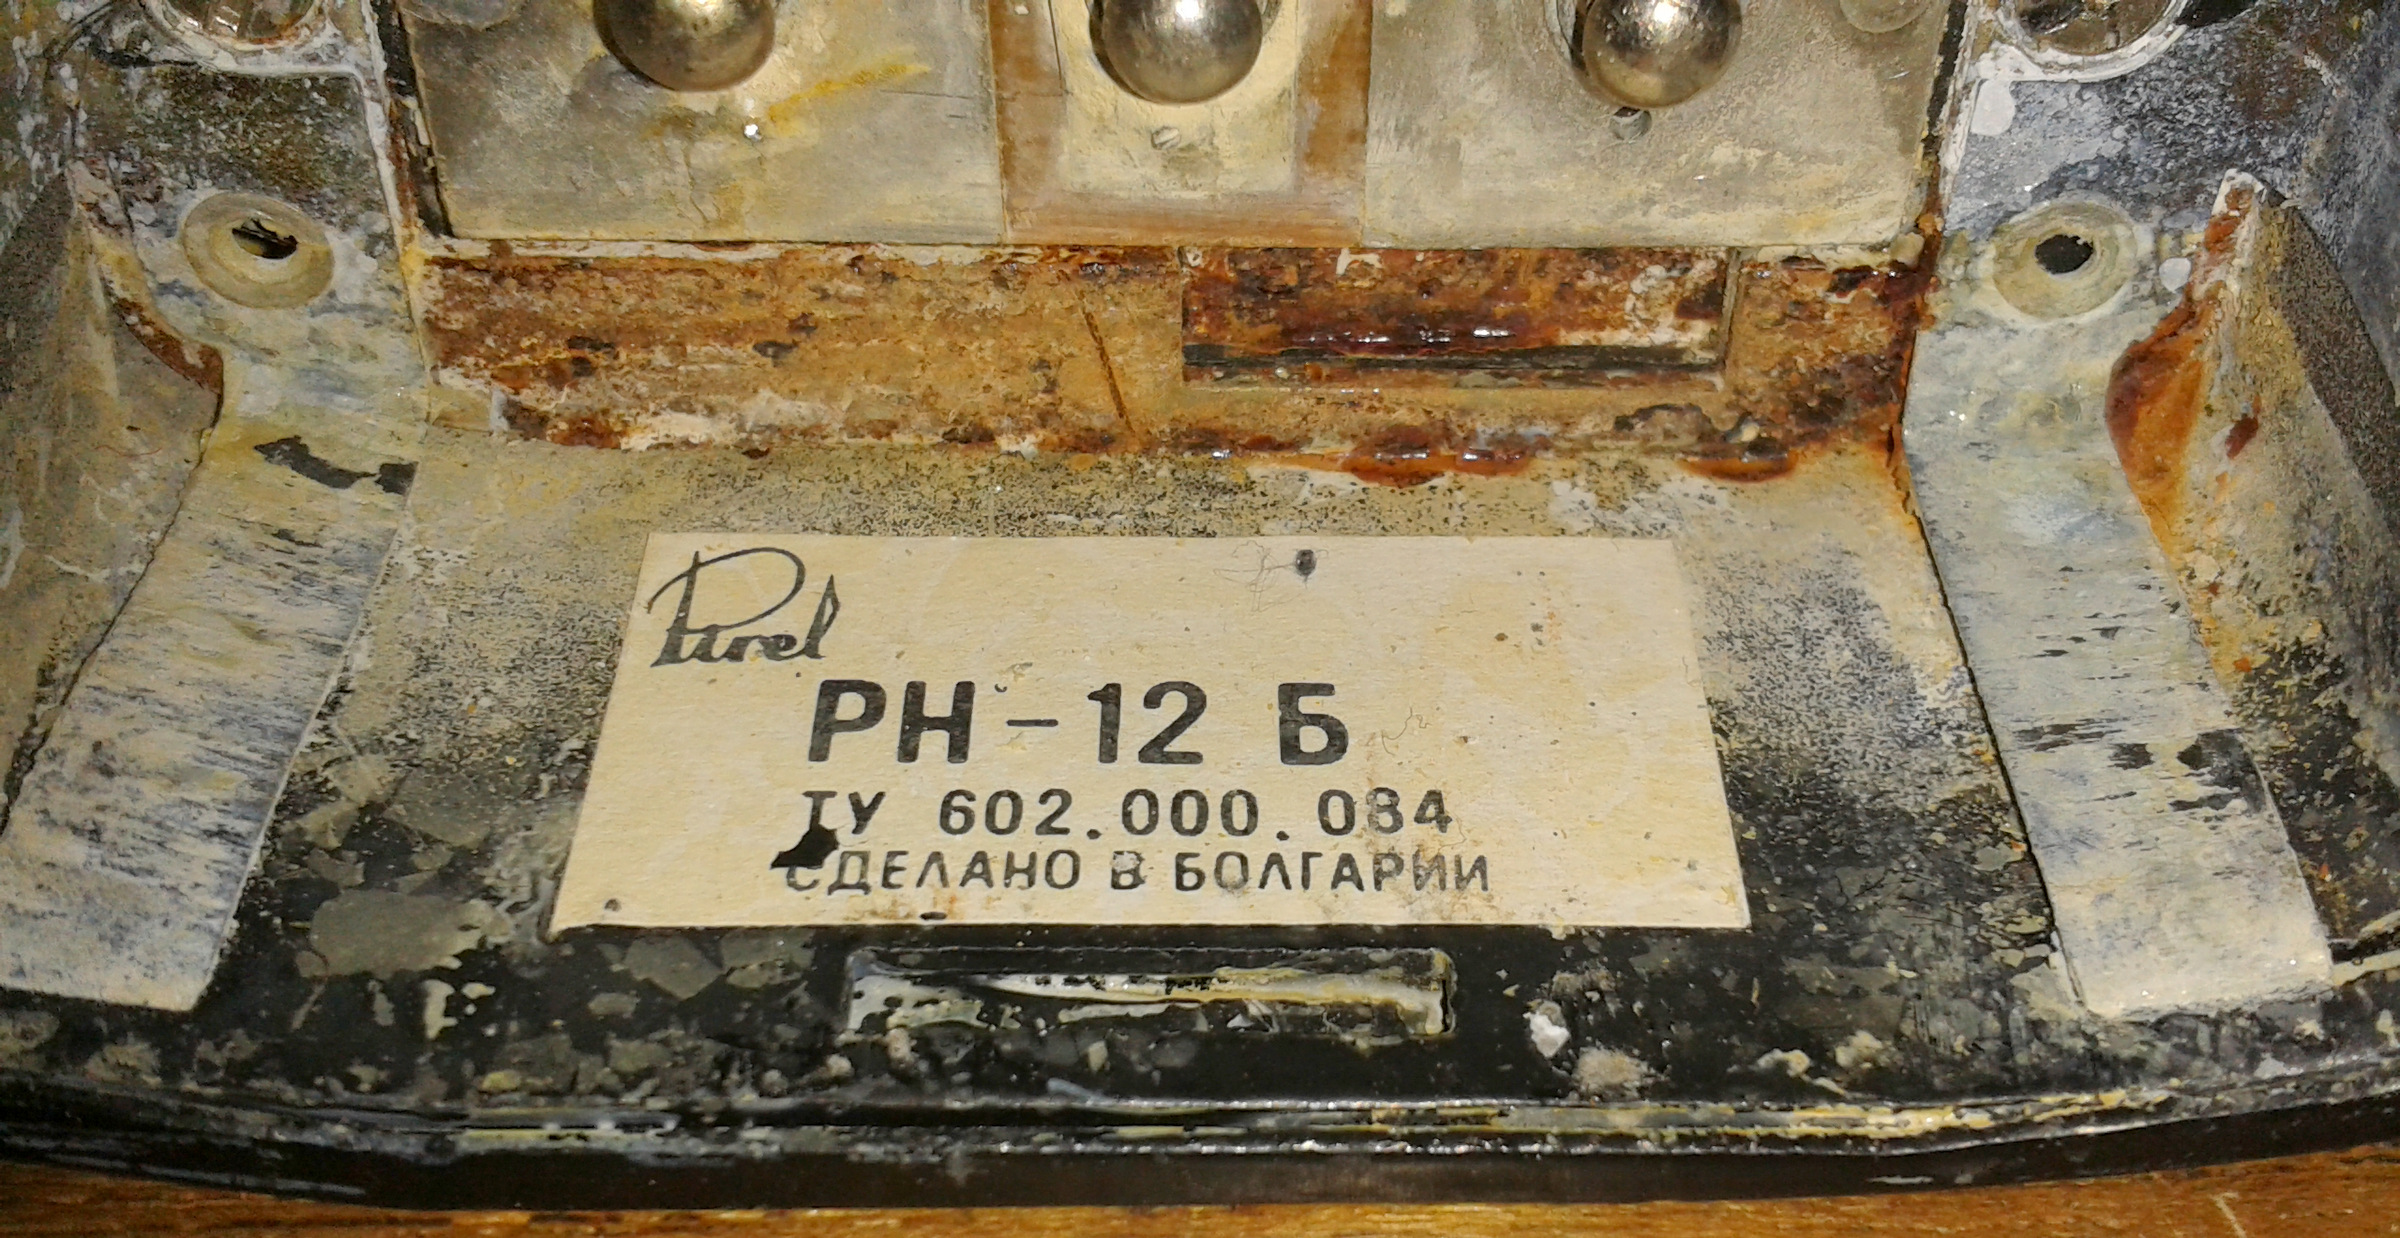 Pirel
РН-12 Б
ТУ 602.000.084
СДЕЛАНО В БОЛГАРИИ